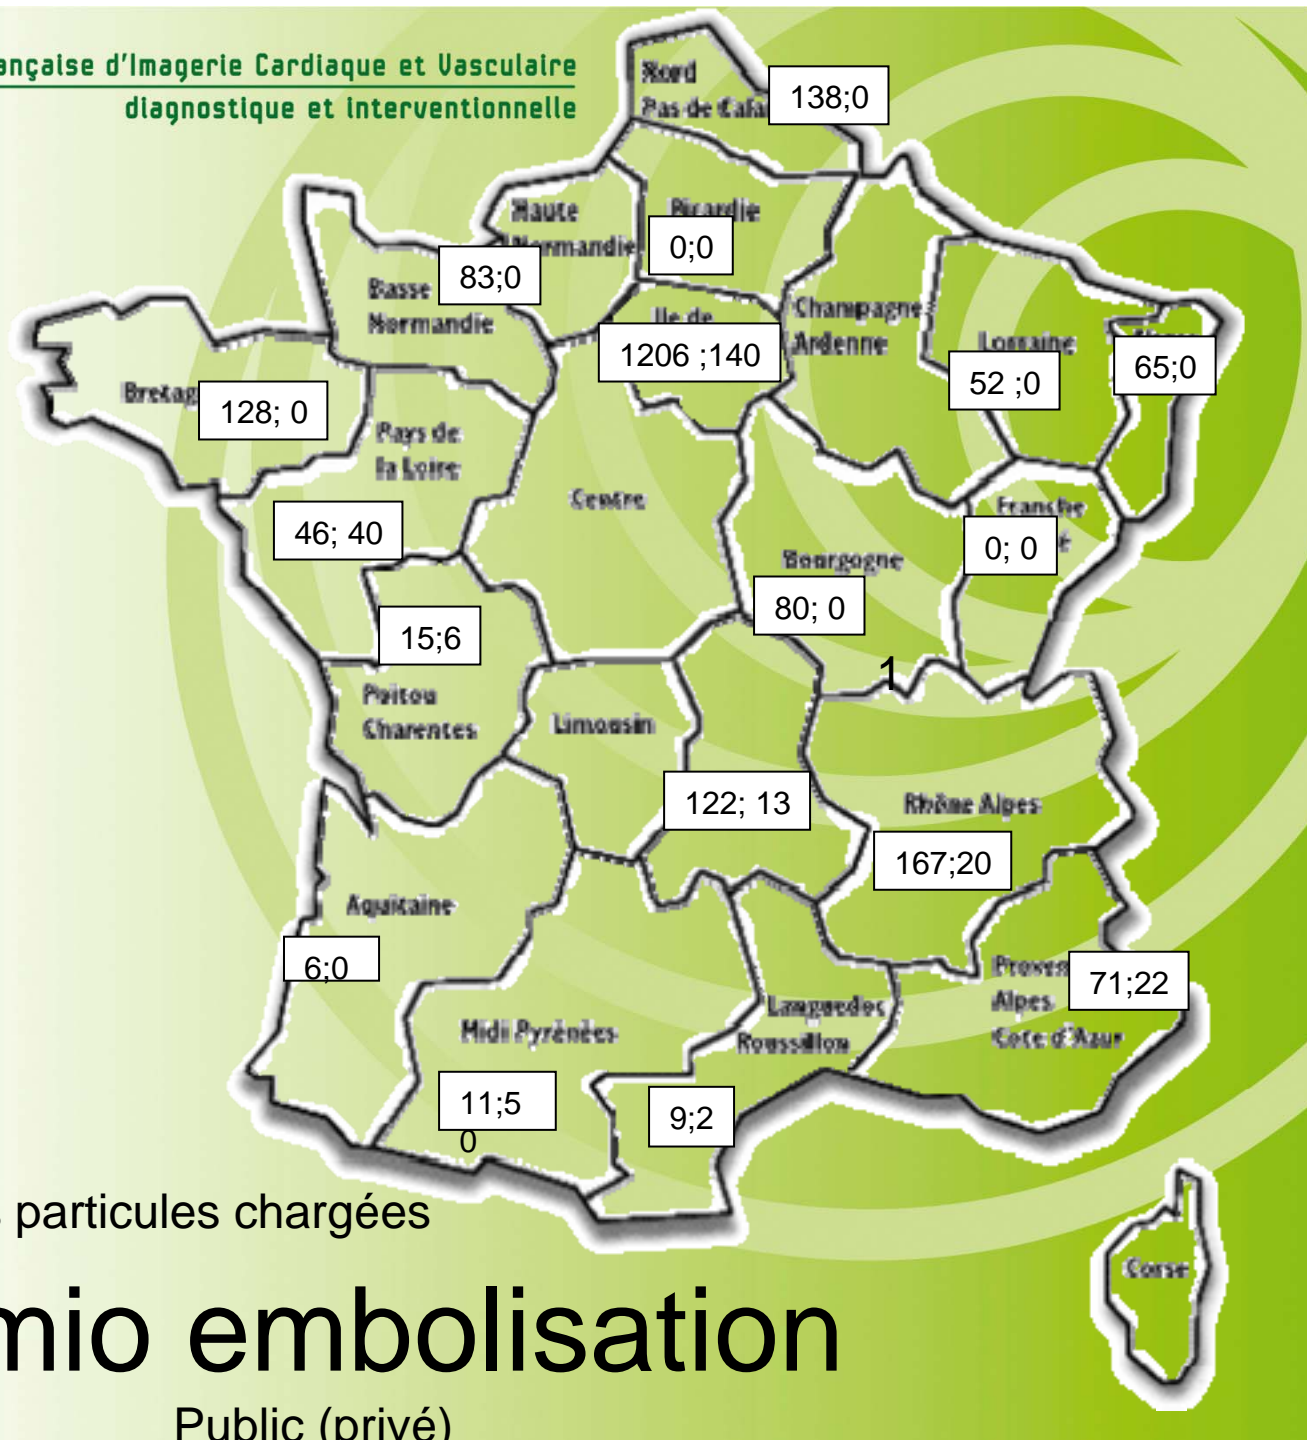 ançaise d'Imagerie Cardiaque et Vasculaire
diagnostique et interventionnelle
Nord
Pas de Cala
138;0
Haute
Normandie
Picardie
0;0
83;0
Basse
Normandie
Ile de
1206 ;140
Champagne
Ardenne
Lorraine
52 ;0
65;0
Bretag
128; 0
Pays de
la Loire
46; 40
Centre
Franche
0; 0
Bourgogne
80; 0
15;6
1
Poitou
Charentes
Limousin
122; 13
Rhône Alpes
167;20
Aquitaine
6;0
Proven
Alpes
Cote d'Azur
71;22
Languedoc
Roussillon
Midi Pyrénées
11;5
0
9;2
s particules chargées
Corse
mio embolisation
Public (privé)